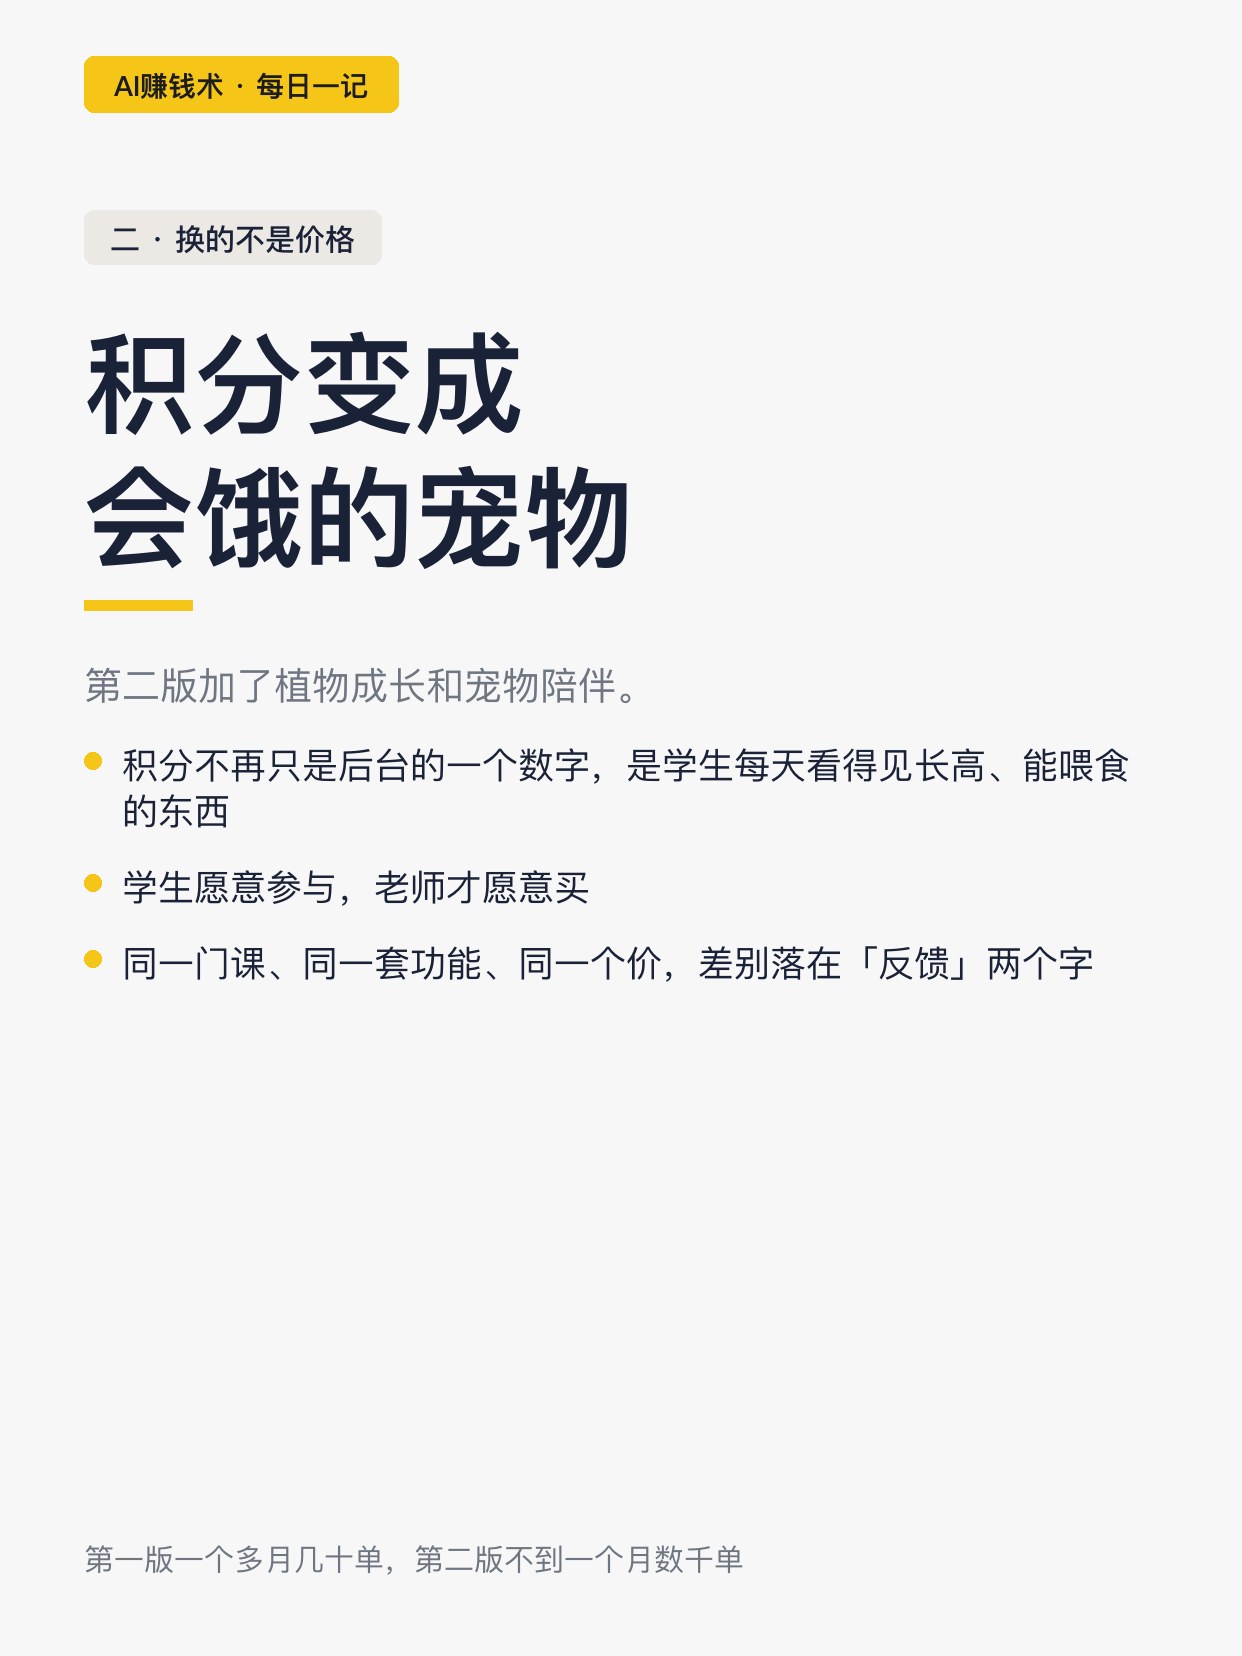 AI赚钱术 · 每日一记
二 · 换的不是价格
积分变成
会饿的宠物
第二版加了植物成长和宠物陪伴。
积分不再只是后台的一个数字，是学生每天看得见长高、能喂食
的东西
学生愿意参与，老师才愿意买
同一门课、同一套功能、同一个价，差别落在「反馈」两个字
第一版一个多月几十单，第二版不到一个月数千单